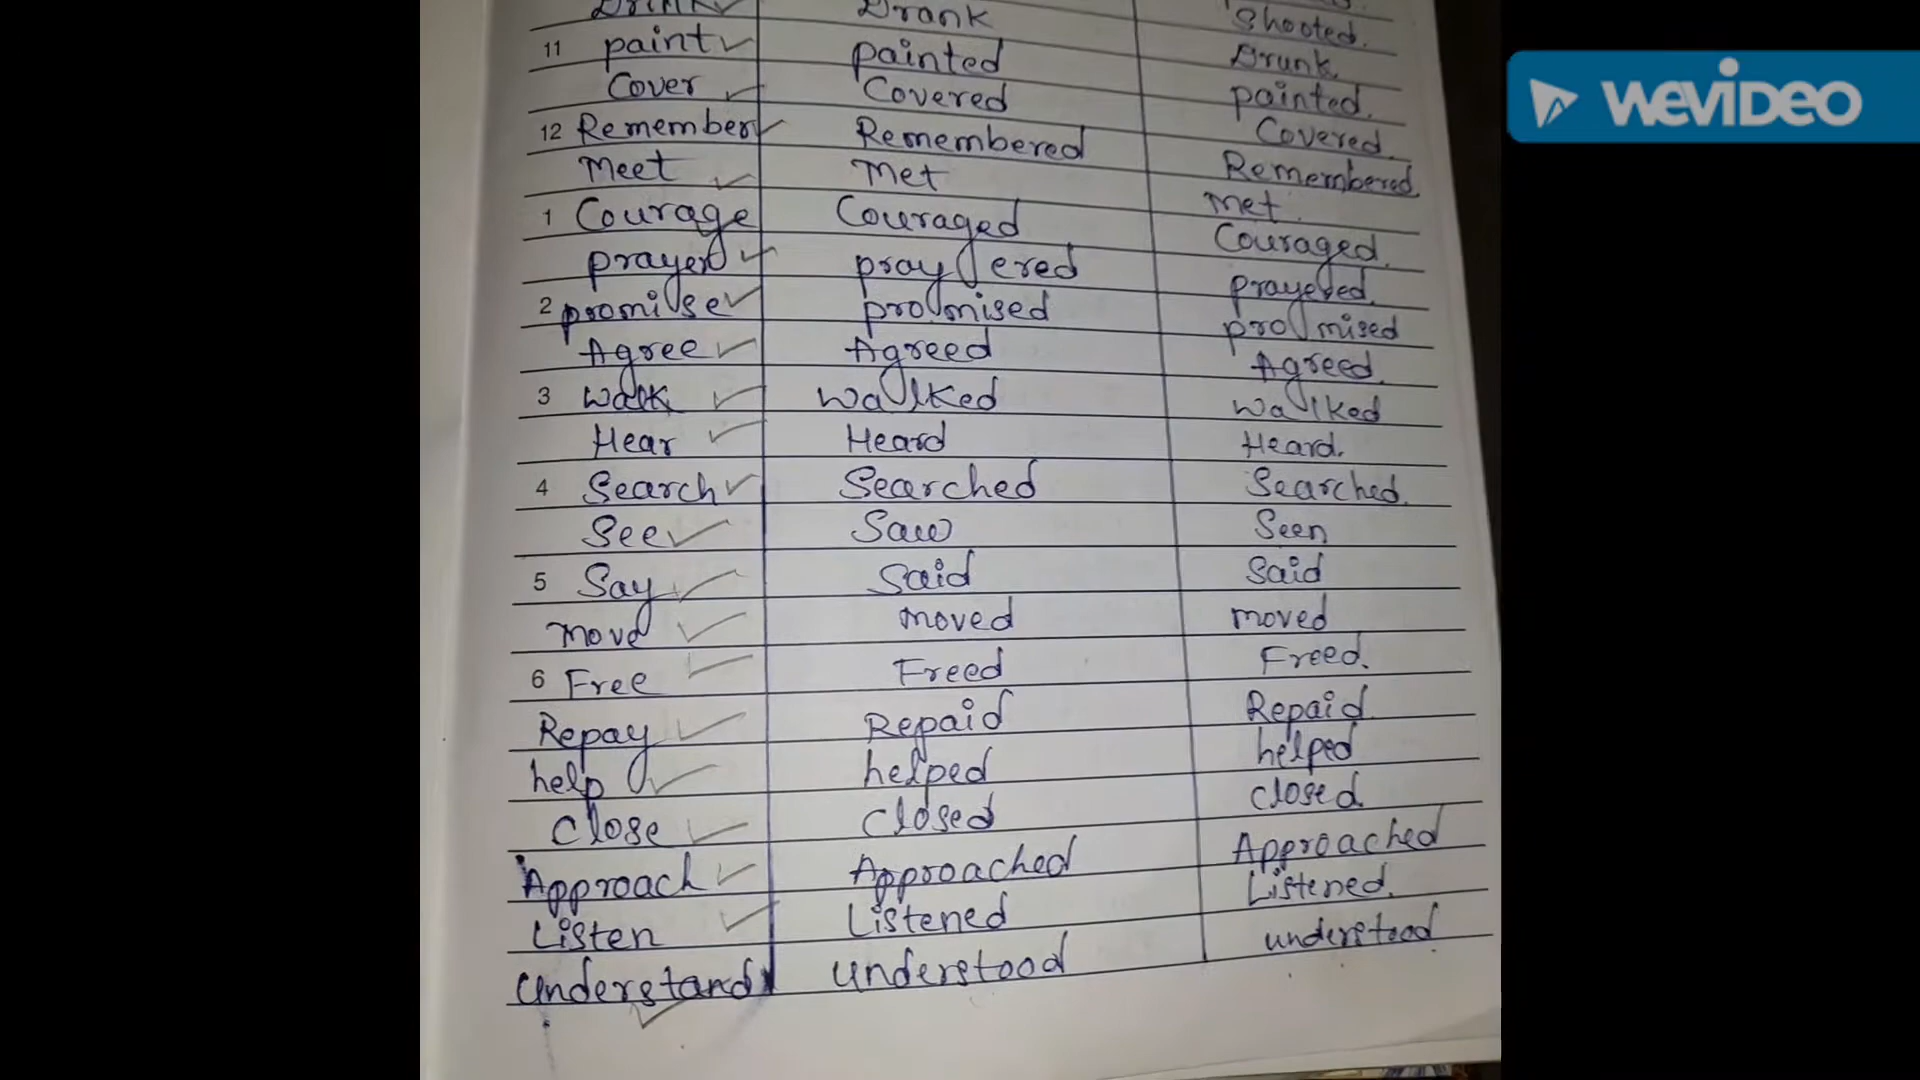 Drink Drank Shooted.
11 paint painted Drunk.
Cover Covered painted.
12 Remember Remembered Covered.
Meet Met Remembered.
1 Courage Couraged Met.
prayer prayered Couraged.
2 promise promised prayered.
Agree Agreed promised
3 Walk Walked Agreed.
Hear Heard Walked
4 Search Searched Heard.
See Saw Searched.
5 Say Said Seen
move moved Said
6 Free Freed moved
Repay Repaid Freed.
help helped Repaid.
Close Closed helped
Approach Approached closed.
Listen Listened Approached
Understand Understood Listened.
understood
WEVIDEO